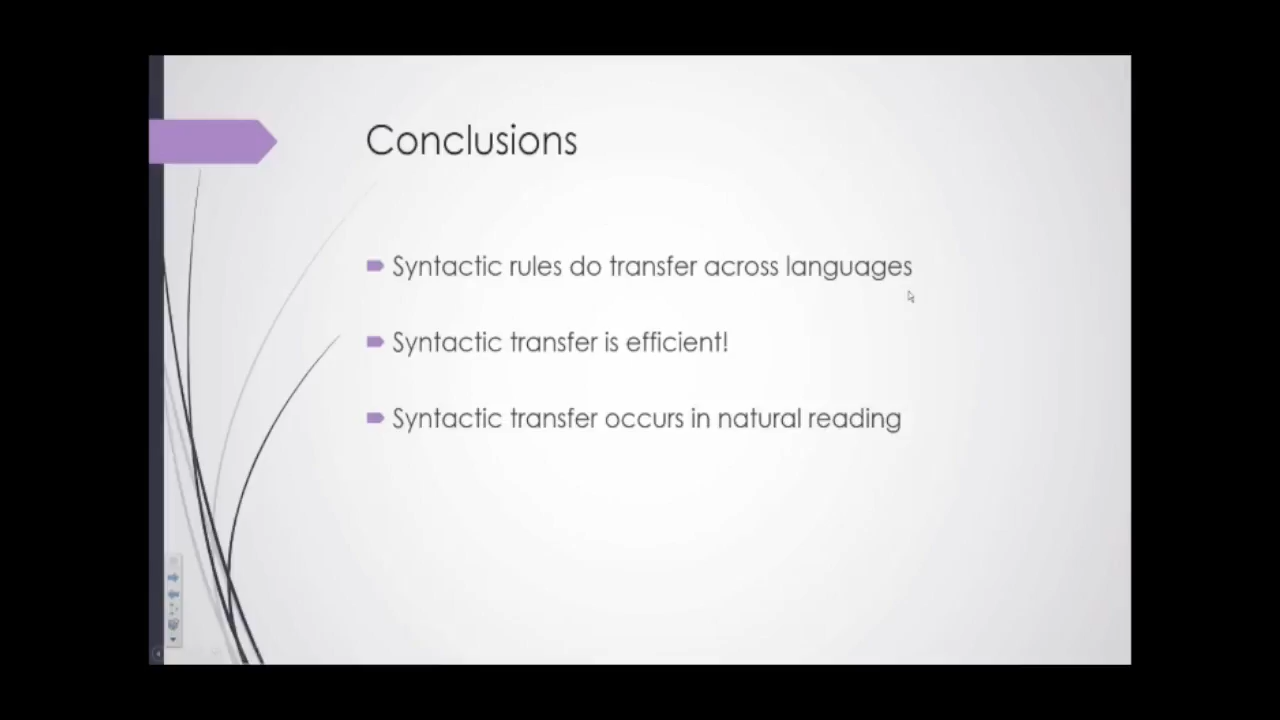 Conclusions
Syntactic rules do transfer across languages
Syntactic transfer is efficient!
Syntactic transfer occurs in natural reading